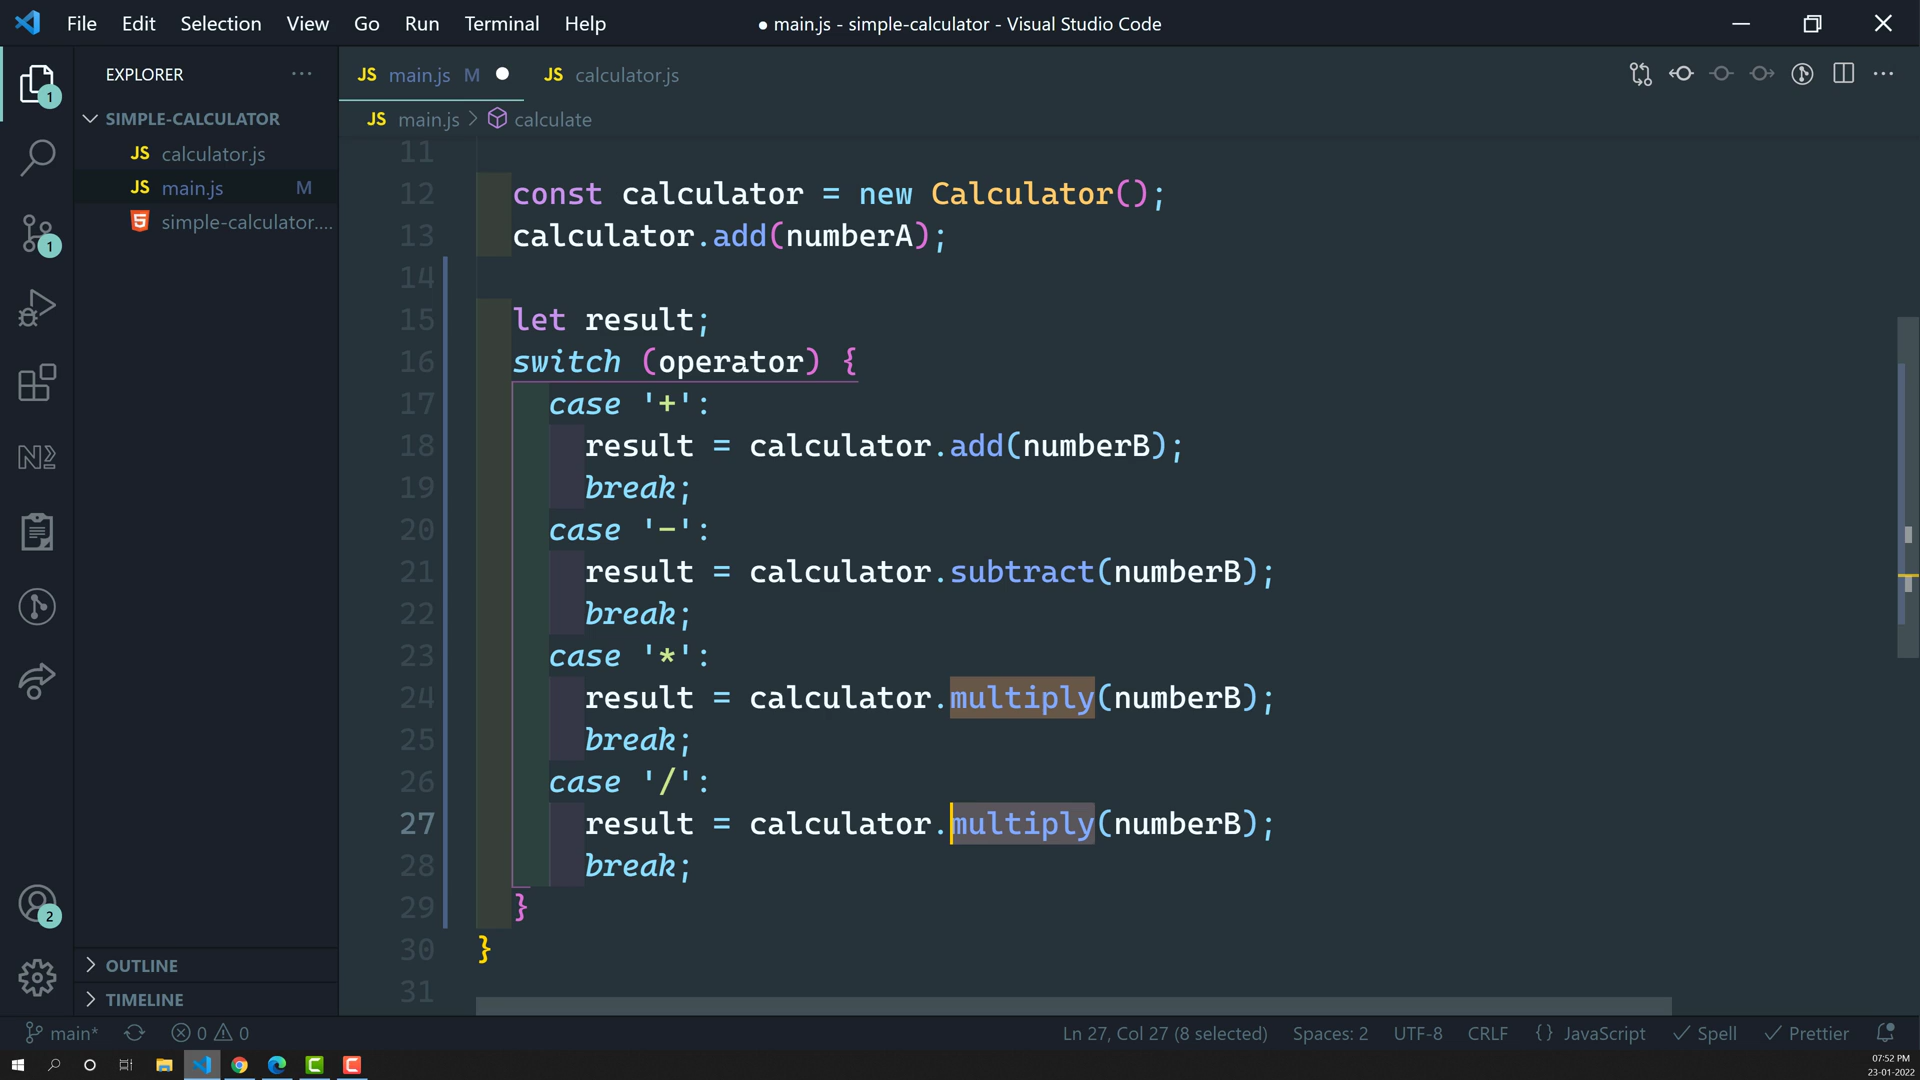 File Edit Selection View Go Run Terminal Help
● main.js - simple-calculator - Visual Studio Code
EXPLORER ···
JS main.js M ●
JS calculator.js
SIMPLE-CALCULATOR
JS main.js > calculate
JS calculator.js
JS main.js M
5 simple-calculator....
1
1
2
11
12 const calculator = new Calculator();
13 calculator.add(numberA);
14
15 let result;
16 switch (operator) {
17 case '+':
18 result = calculator.add(numberB);
19 break;
20 case '-':
21 result = calculator.subtract(numberB);
22 break;
23 case '*':
24 result = calculator.multiply(numberB);
25 break;
26 case '/':
27 result = calculator.multiply(numberB);
28 break;
29 }
30 }
31
OUTLINE
TIMELINE
main* 0 0 Ln 27, Col 27 (8 selected) Spaces: 2 UTF-8 CRLF {} JavaScript ✓ Spell ✓ Prettier
07:52 PM
23-01-2022